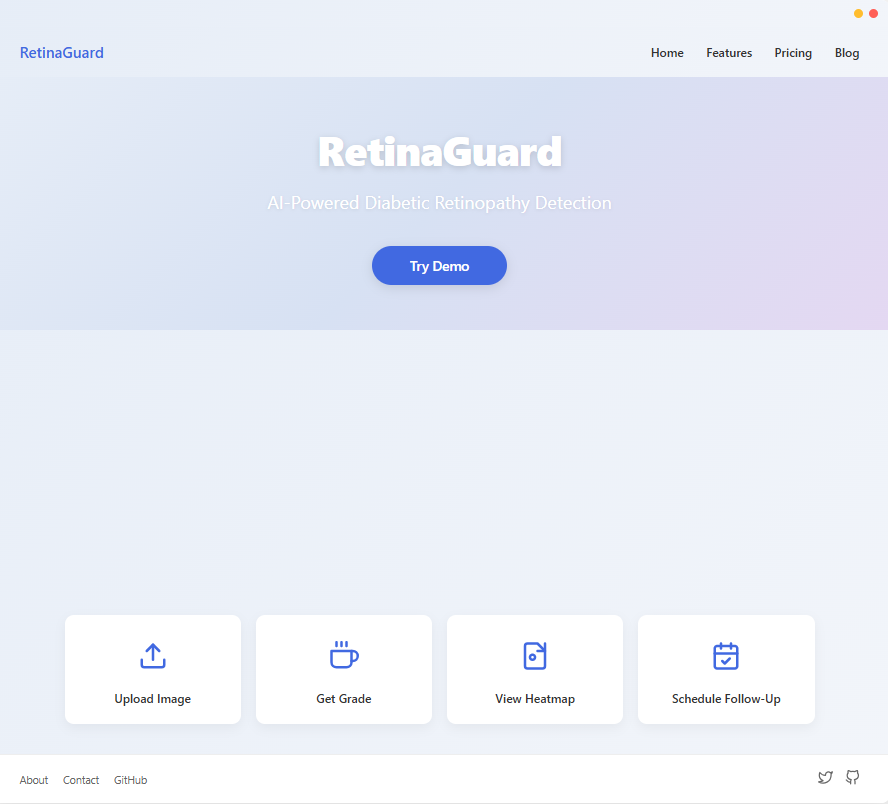 RetinaGuard
Home Features Pricing Blog
RetinaGuard
AI-Powered Diabetic Retinopathy Detection
Try Demo
Upload Image
Get Grade
View Heatmap
Schedule Follow-Up
About Contact GitHub